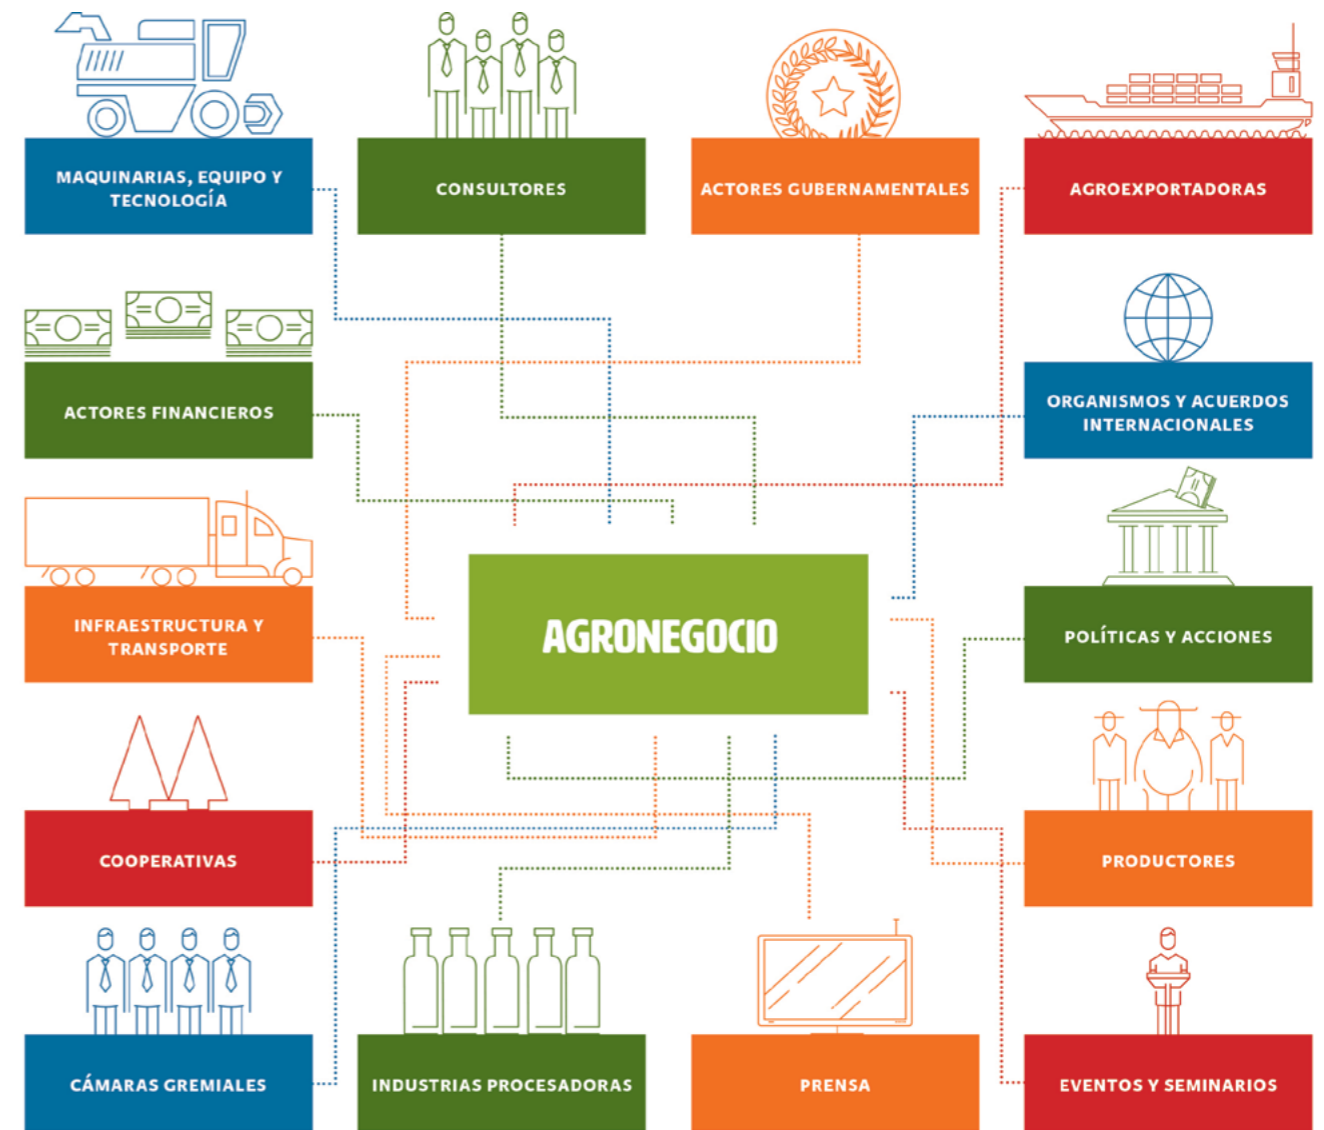 MAQUINARIAS, EQUIPO Y
TECNOLOGÍA
CONSULTORES
ACTORES GUBERNAMENTALES
AGROEXPORTADORAS
ACTORES FINANCIEROS
ORGANISMOS Y ACUERDOS
INTERNACIONALES
INFRAESTRUCTURA Y
TRANSPORTE
AGRONEGOCIO
POLÍTICAS Y ACCIONES
COOPERATIVAS
PRODUCTORES
CÁMARAS GREMIALES
INDUSTRIAS PROCESADORAS
PRENSA
EVENTOS Y SEMINARIOS